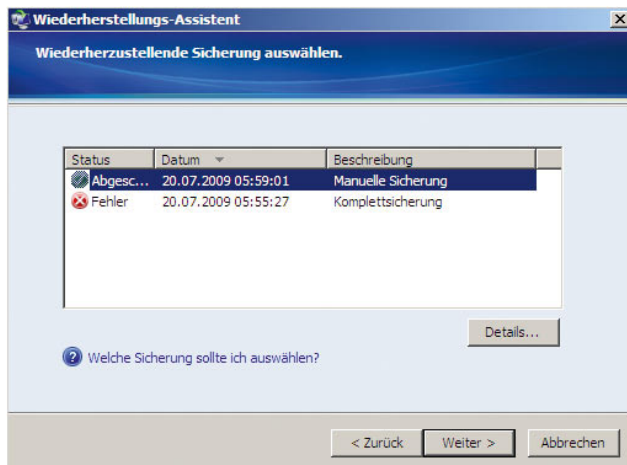 Wiederherstellungs-Assistent
Wiederherzustellende Sicherung auswählen.
Status Datum Beschreibung
Abgesc... 20.07.2009 05:59:01 Manuelle Sicherung
Fehler 20.07.2009 05:55:27 Komplettsicherung
Details...
Welche Sicherung sollte ich auswählen?
< Zurück Weiter > Abbrechen